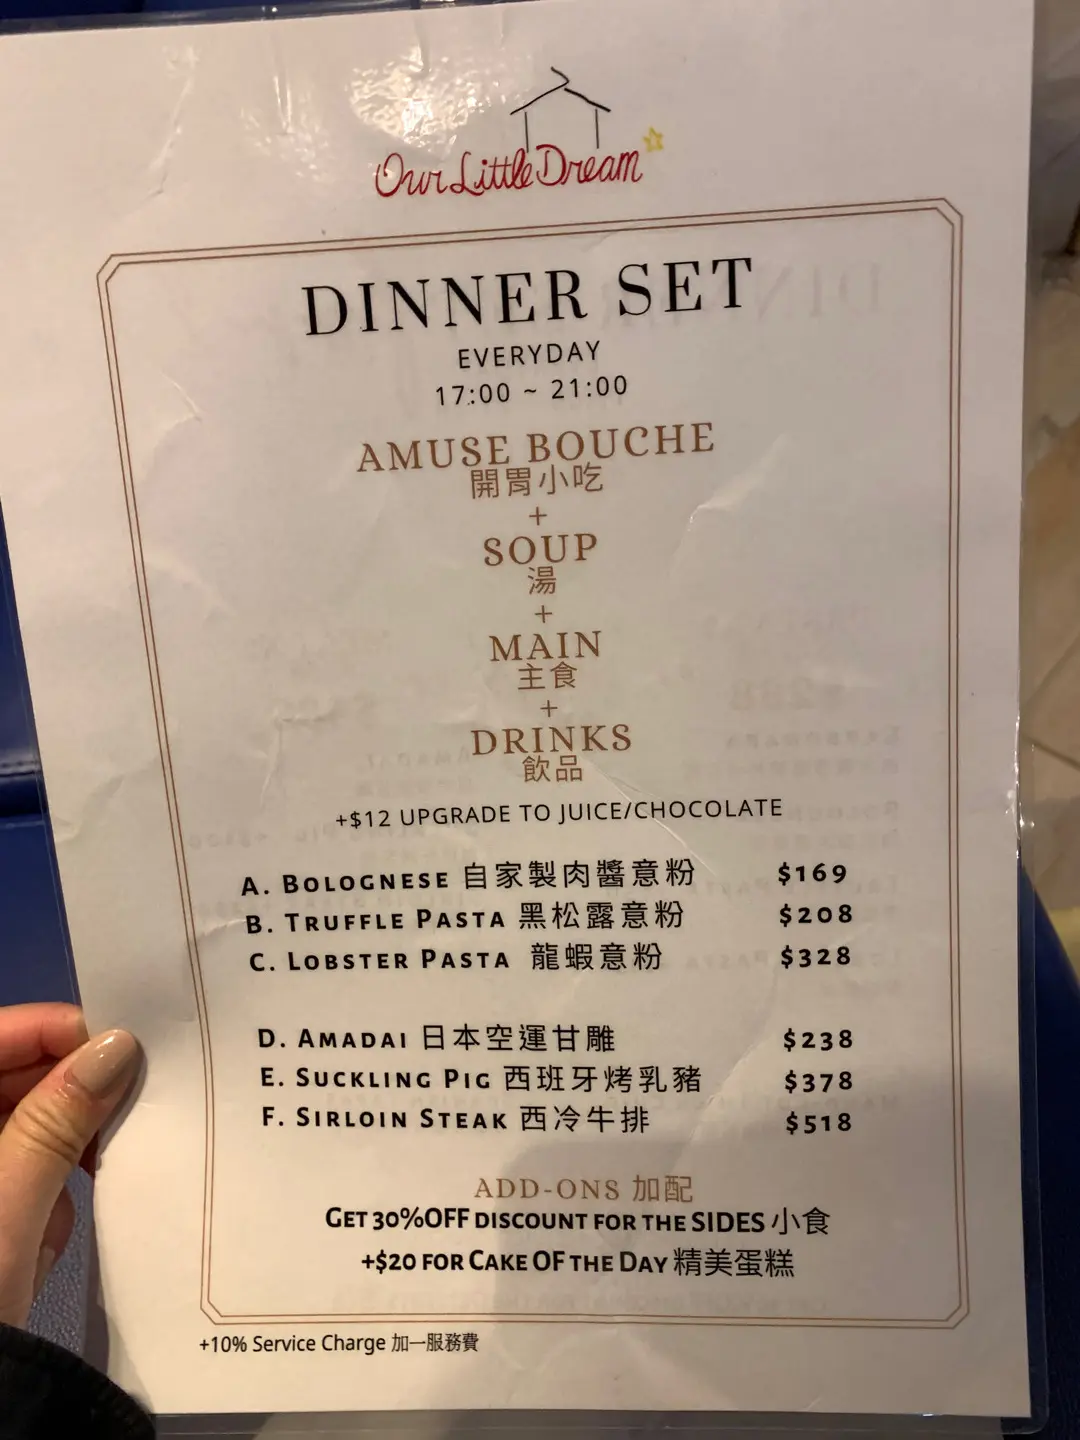 Our Little Dream
DINNER SET
EVERYDAY
17:00 ~ 21:00
AMUSE BOUCHE
開胃小吃
+
SOUP
湯
+
MAIN
主食
+
DRINKS
飲品
+$12 UPGRADE TO JUICE/CHOCOLATE
A. BOLOGNESE 自家製肉醬意粉 $169
B. TRUFFLE PASTA 黑松露意粉 $208
C. LOBSTER PASTA 龍蝦意粉 $328
D. AMADAI 日本空運甘雕 $238
E. SUCKLING PIG 西班牙烤乳豬 $378
F. SIRLOIN STEAK 西冷牛排 $518
ADD-ONS 加配
GET 30%OFF DISCOUNT FOR THE SIDES 小食
+$20 FOR CAKE OF THE DAY 精美蛋糕
+10% Service Charge 加一服務費